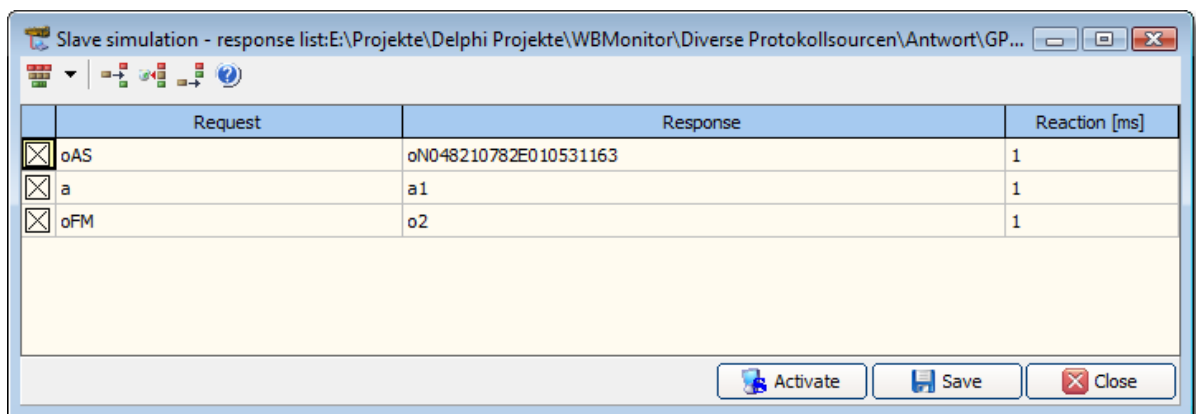 Slave simulation - response list:E:\Projekte\Delphi Projekte\WBMonitor\Diverse Protokollsourcen\Antwort\GP...
Request Response Reaction [ms]
oAS oN048210782E010531163 1
a a1 1
oFM o2 1
Activate Save Close